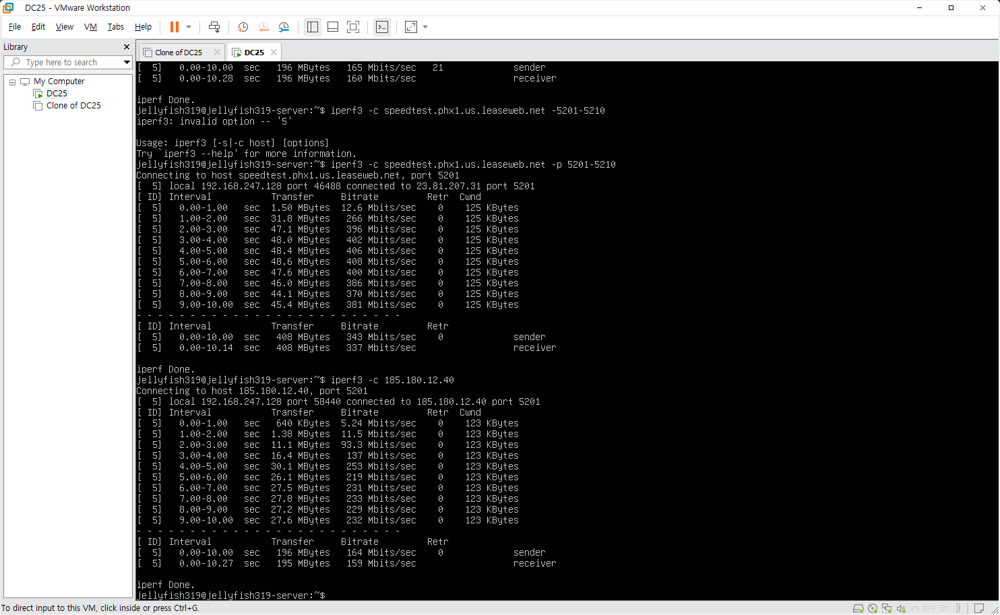 DC25 - VMware Workstation
File Edit View VM Tabs Help
Library
Type here to search
My Computer
DC25
Clone of DC25
Clone of DC25
DC25
[  5]   0.00-10.00  sec   196 MBytes   165 Mbits/sec   21             sender
[  5]   0.00-10.28  sec   196 MBytes   160 Mbits/sec                  receiver
iperf Done.
jellyfish319@jellyfish319-server:~$ iperf3 -c speedtest.phx1.us.leaseweb.net -5201-5210
iperf3: invalid option -- '5'
Usage: iperf3 [-s|-c host] [options]
Try `iperf3 --help' for more information.
jellyfish319@jellyfish319-server:~$ iperf3 -c speedtest.phx1.us.leaseweb.net -p 5201-5210
Connecting to host speedtest.phx1.us.leaseweb.net, port 5201
[  5] local 192.168.247.128 port 46488 connected to 23.81.207.31 port 5201
[ ID] Interval           Transfer     Bitrate         Retr  Cwnd
[  5]   0.00-1.00   sec  1.50 MBytes  12.6 Mbits/sec    0    125 KBytes
[  5]   1.00-2.00   sec  31.8 MBytes   266 Mbits/sec    0    125 KBytes
[  5]   2.00-3.00   sec  47.1 MBytes   396 Mbits/sec    0    125 KBytes
[  5]   3.00-4.00   sec  48.0 MBytes   402 Mbits/sec    0    125 KBytes
[  5]   4.00-5.00   sec  48.4 MBytes   406 Mbits/sec    0    125 KBytes
[  5]   5.00-6.00   sec  48.6 MBytes   408 Mbits/sec    0    125 KBytes
[  5]   6.00-7.00   sec  47.6 MBytes   400 Mbits/sec    0    125 KBytes
[  5]   7.00-8.00   sec  46.0 MBytes   386 Mbits/sec    0    125 KBytes
[  5]   8.00-9.00   sec  44.1 MBytes   370 Mbits/sec    0    125 KBytes
[  5]   9.00-10.00  sec  45.4 MBytes   381 Mbits/sec    0    125 KBytes
- - - - - - - - - - - - - - - - - - - - - - - - -
[ ID] Interval           Transfer     Bitrate         Retr
[  5]   0.00-10.00  sec   408 MBytes   343 Mbits/sec    0             sender
[  5]   0.00-10.14  sec   408 MBytes   337 Mbits/sec                  receiver
iperf Done.
jellyfish319@jellyfish319-server:~$ iperf3 -c 185.180.12.40
Connecting to host 185.180.12.40, port 5201
[  5] local 192.168.247.128 port 58440 connected to 185.180.12.40 port 5201
[ ID] Interval           Transfer     Bitrate         Retr  Cwnd
[  5]   0.00-1.00   sec   640 KBytes  5.24 Mbits/sec    0    123 KBytes
[  5]   1.00-2.00   sec  1.38 MBytes  11.5 Mbits/sec    0    123 KBytes
[  5]   2.00-3.00   sec  11.1 MBytes  93.3 Mbits/sec    0    123 KBytes
[  5]   3.00-4.00   sec  16.4 MBytes   137 Mbits/sec    0    123 KBytes
[  5]   4.00-5.00   sec  30.1 MBytes   253 Mbits/sec    0    123 KBytes
[  5]   5.00-6.00   sec  26.1 MBytes   219 Mbits/sec    0    123 KBytes
[  5]   6.00-7.00   sec  27.5 MBytes   231 Mbits/sec    0    123 KBytes
[  5]   7.00-8.00   sec  27.8 MBytes   233 Mbits/sec    0    123 KBytes
[  5]   8.00-9.00   sec  27.2 MBytes   229 Mbits/sec    0    123 KBytes
[  5]   9.00-10.00  sec  27.6 MBytes   232 Mbits/sec    0    123 KBytes
- - - - - - - - - - - - - - - - - - - - - - - - -
[ ID] Interval           Transfer     Bitrate         Retr
[  5]   0.00-10.00  sec   196 MBytes   164 Mbits/sec    0             sender
[  5]   0.00-10.27  sec   195 MBytes   159 Mbits/sec                  receiver
iperf Done.
jellyfish319@jellyfish319-server:~$
To direct input to this VM, click inside or press Ctrl+G.